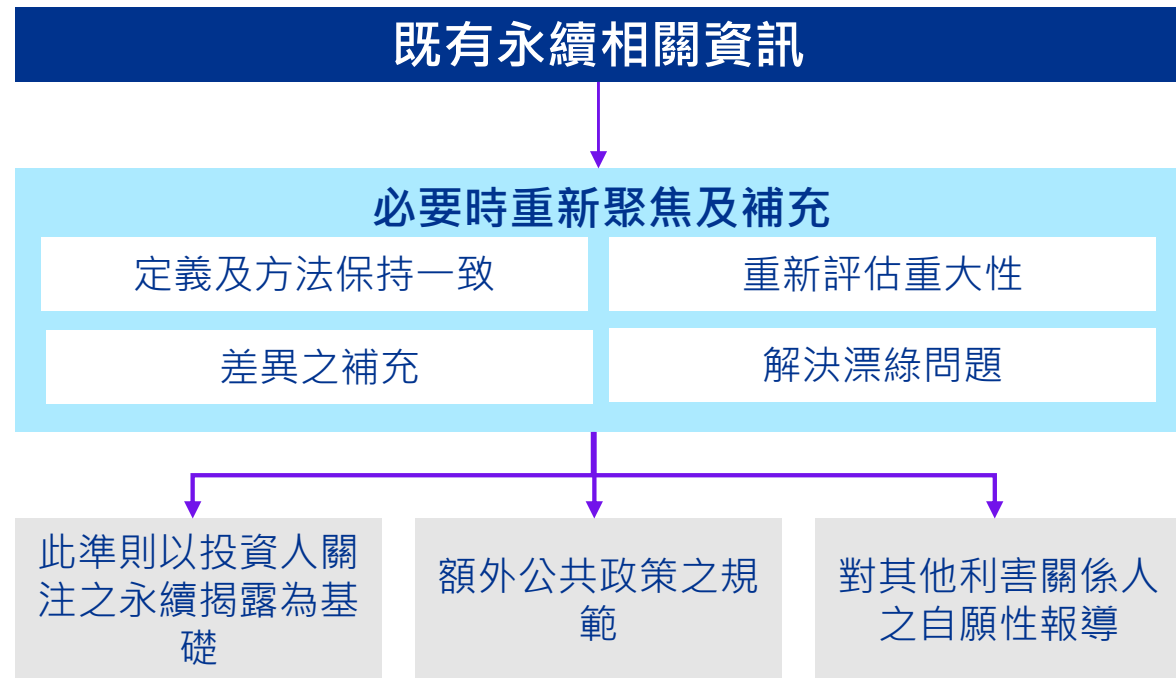 既有永續相關資訊
必要時重新聚焦及補充
定義及方法保持一致
重新評估重大性
差異之補充
解決漂綠問題
此準則以投資人關
注之永續揭露為基
礎
額外公共政策之規
範
對其他利害關係人
之自願性報導